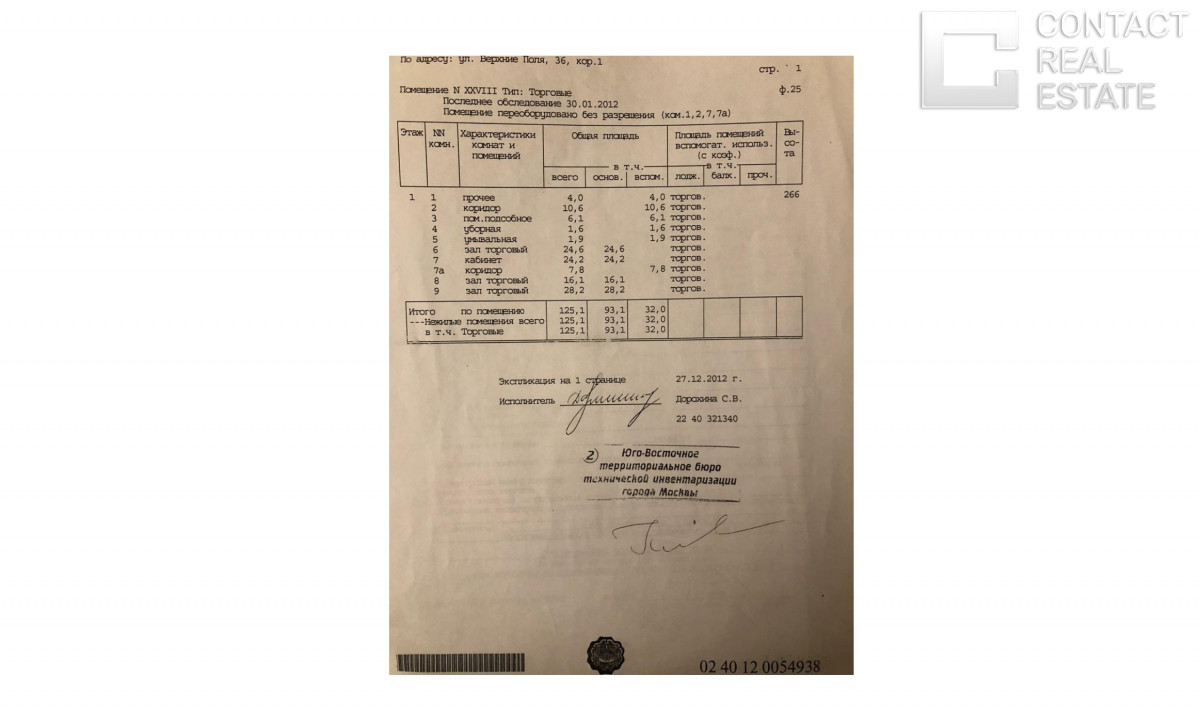 CONTACT
REAL
ESTATE
По адресу: ул. Верхние Поля, 36, кор.1
стр. 1
Помещение N XXVIII Тип: Торговые ф.25
Последнее обследование 30.01.2012
Помещение переоборудовано без разрешения (ком.1,2,7,7а)
Этаж NN комн. Характеристики комнат и помещений Общая площадь Площадь помещений вспомогат. использ. (с коэф.) Вы-со-та
в т.ч. в т.ч.
всего основ. вспом. лодж. балк. проч.
1 1 прочее 4,0 4,0 торгов. 266
2 коридор 10,6 10,6 торгов.
3 пом.подсобное 6,1 6,1 торгов.
4 уборная 1,6 1,6 торгов.
5 умывальная 1,9 1,9 торгов.
6 зал торговый 24,6 24,6 торгов.
7 кабинет 24,2 24,2 торгов.
7а коридор 7,8 7,8 торгов.
8 зал торговый 16,1 16,1 торгов.
9 зал торговый 28,2 28,2 торгов.
Итого по помещению 125,1 93,1 32,0
---Нежилые помещения всего 125,1 93,1 32,0
в т.ч. Торговые 125,1 93,1 32,0
Экспликация на 1 странице 27.12.2012 г.
Исполнитель Дорохина С.В.
22 40 321340
2 Юго-Восточное
территориальное бюро
технической инвентаризации
города Москвы
02 40 12 0054938